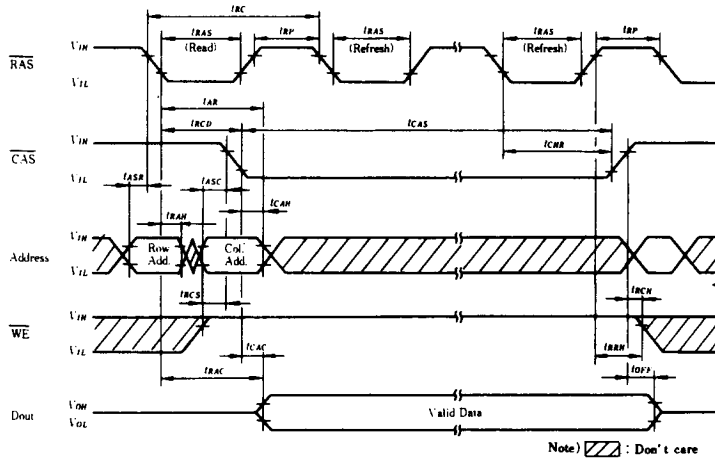 tRC
tRAS tRP tRAS tRAS tRP
(Read) (Refresh) (Refresh)
RAS VIH
VIL
tAR
tRCD tCAS
CAS VIH tCHR
VIL
tASR tASC tCAH
tRAH
Address VIH Row Add. Col. Add.
VIL
tRCS tRCH
WE VIH
VIL tCAC tRRH
tRAC tOFF
Dout VOH Valid Data
VOL
Note) : Don't care